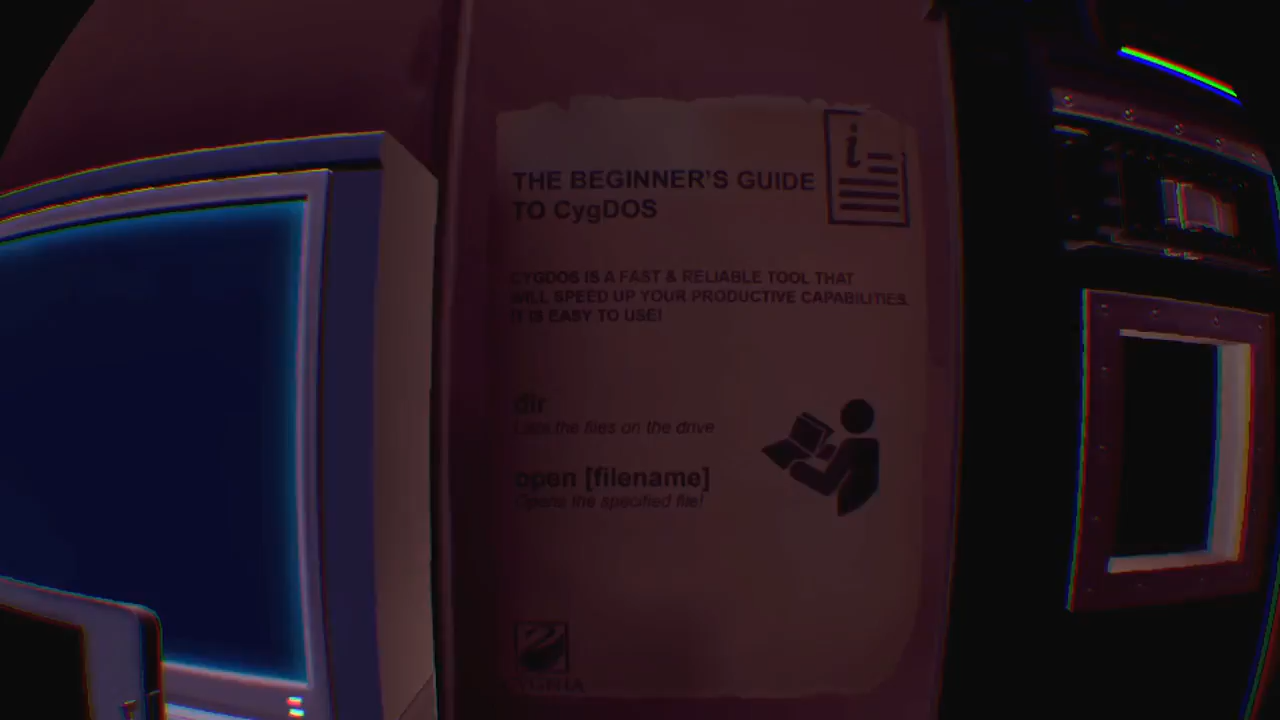 i
THE BEGINNER'S GUIDE
TO CygDOS
CYGDOS IS A FAST & RELIABLE TOOL THAT
WILL SPEED UP YOUR PRODUCTIVE CAPABILITIES.
IT IS EASY TO USE!
dir
Lists the files on the drive
open [filename]
Opens the specified file!